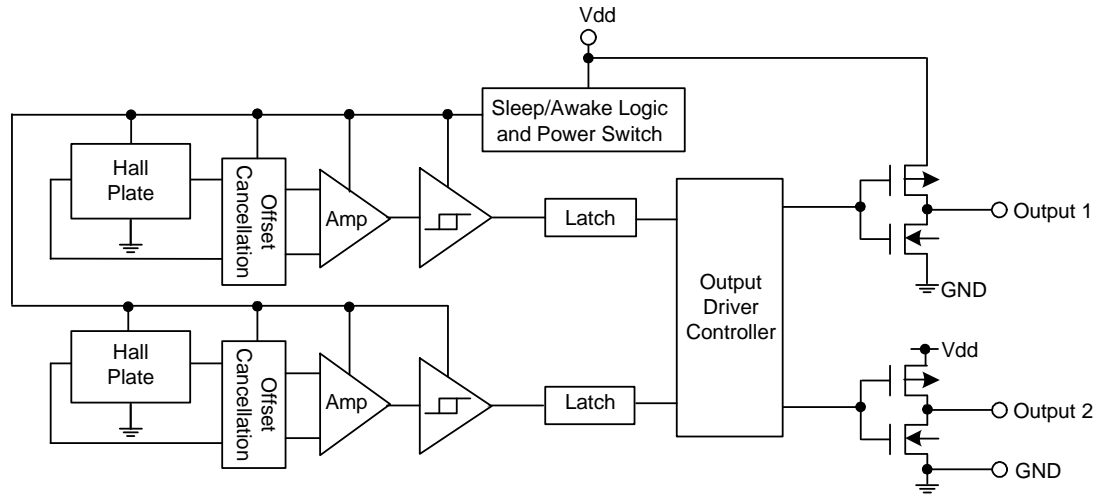 Vdd
Sleep/Awake Logic
and Power Switch
Hall
Plate
Offset
Cancellation
Amp
Latch
Output
Driver
Controller
Output 1
GND
Hall
Plate
Offset
Cancellation
Amp
Latch
Vdd
Output 2
GND